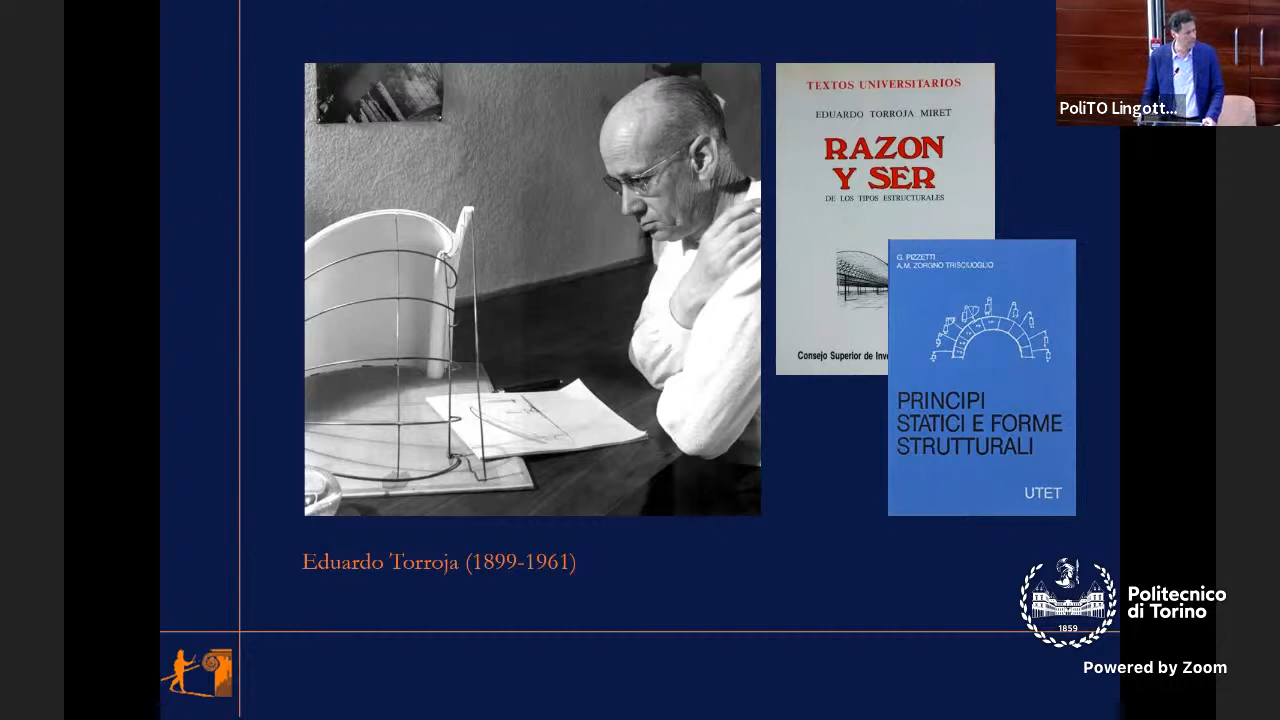 TEXTOS UNIVERSITARIOS
EDUARDO TORROJA MIRET
RAZON
Y SER
DE LOS TIPOS ESTRUCTURALES
Consejo Superior de Inve
G. PIZZETTI
A.M. ZORGNO TRISCIUOGLIO
PRINCIPI
STATICI E FORME
STRUTTURALI
UTET
Eduardo Torroja (1899-1961)
PoliTO Lingott...
1859
Politecnico
di Torino
Powered by Zoom